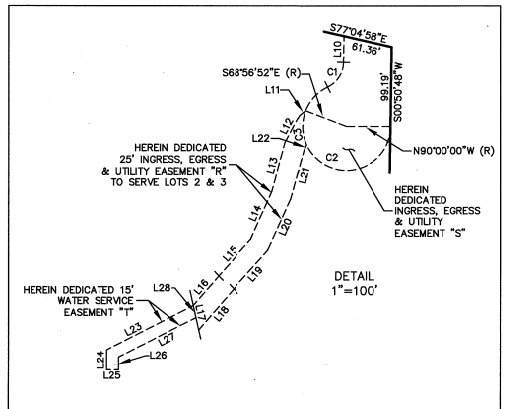 S77°04'58"E
61.36'
L10
S00°50'48"W
99.19'
S68°56'52"E (R)
C1
L11
L12
C3
L22
N90°00'00"W (R)
C2
HEREIN DEDICATED
25' INGRESS, EGRESS
& UTILITY EASEMENT "R"
TO SERVE LOTS 2 & 3
L13
L21
HEREIN
DEDICATED
INGRESS, EGRESS
& UTILITY
EASEMENT "S"
L14
L20
L15
L19
DETAIL
1"=100'
L28
L16
HEREIN DEDICATED 15'
WATER SERVICE
EASEMENT "T"
L17
L18
L23
L27
L24
L26
L25